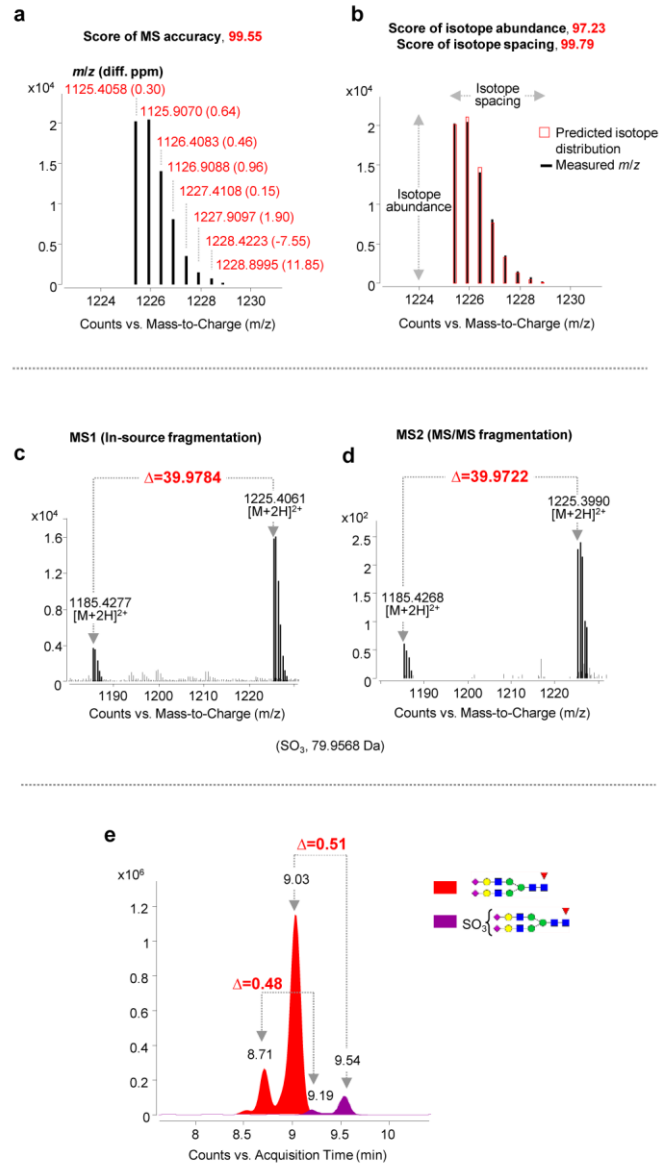 a
Score of MS accuracy, 99.55
m/z (diff. ppm)
x10⁴
1125.4058 (0.30)
1125.9070 (0.64)
1126.4083 (0.46)
1126.9088 (0.96)
1227.4108 (0.15)
1227.9097 (1.90)
1228.4223 (-7.55)
1228.8995 (11.85)
2
1.5
1
0.5
0
1224 1226 1228 1230
Counts vs. Mass-to-Charge (m/z)
b
Score of isotope abundance, 97.23
Score of isotope spacing, 99.79
x10⁴
Isotope
spacing
Predicted isotope
distribution
Measured m/z
Isotope
abundance
2
1.5
1
0.5
0
1224 1226 1228 1230
Counts vs. Mass-to-Charge (m/z)
MS1 (In-source fragmentation)
c
Δ=39.9784
1225.4061
[M+2H]²⁺
x10⁴
1185.4277
[M+2H]²⁺
1.6
1.2
0.8
0.4
0
1190 1200 1210 1220
Counts vs. Mass-to-Charge (m/z)
MS2 (MS/MS fragmentation)
d
Δ=39.9722
1225.3990
[M+2H]²⁺
x10²
1185.4268
[M+2H]²⁺
2.5
2
1.5
1
0.5
0
1190 1200 1210 1220
Counts vs. Mass-to-Charge (m/z)
(SO₃, 79.9568 Da)
e
Δ=0.51
x10⁶
9.03
Δ=0.48
8.71
9.19
9.54
1.2
1
0.8
0.6
0.4
0.2
0
8 8.5 9 9.5 10
Counts vs. Acquisition Time (min)
SO₃